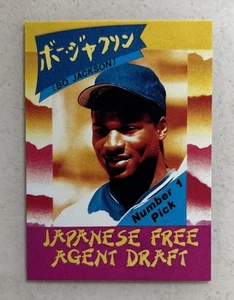 ボー・ジャクソン
(BO JACKSON)
Number 1
Pick
JAPANESE FREE
AGENT DRAFT